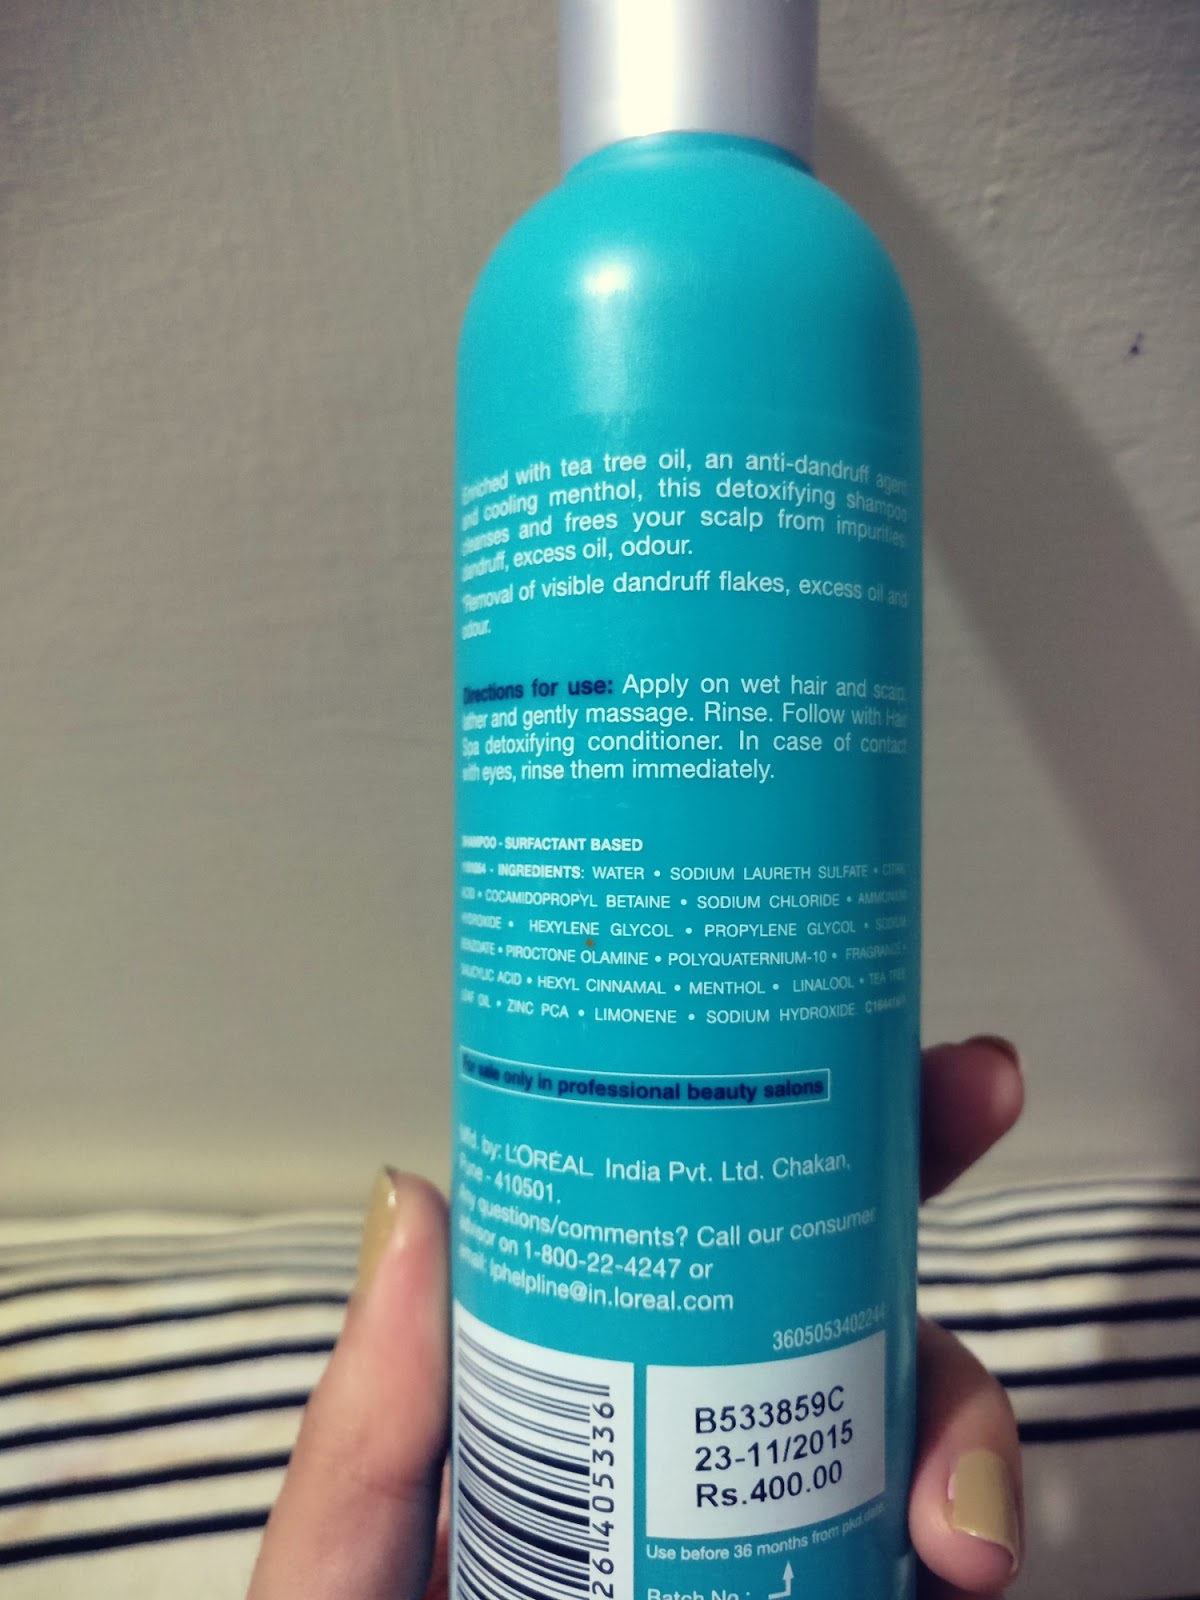 Enriched with tea tree oil, an anti-dandruff agent
and cooling menthol, this detoxifying shampoo
cleanses and frees your scalp from impurities,
dandruff, excess oil, odour.
*Removal of visible dandruff flakes, excess oil and
odour.
Directions for use: Apply on wet hair and scalp,
lather and gently massage. Rinse. Follow with Hair
Spa detoxifying conditioner. In case of contact
with eyes, rinse them immediately.
SHAMPOO - SURFACTANT BASED
- INGREDIENTS: WATER • SODIUM LAURETH SULFATE • CITRIC
ACID • COCAMIDOPROPYL BETAINE • SODIUM CHLORIDE • AMMONIUM
HYDROXIDE • HEXYLENE GLYCOL • PROPYLENE GLYCOL • SODIUM
BENZOATE • PIROCTONE OLAMINE • POLYQUATERNIUM-10 • FRAGRANCE •
SALICYLIC ACID • HEXYL CINNAMAL • MENTHOL • LINALOOL • TEA TREE
LEAF OIL • ZINC PCA • LIMONENE • SODIUM HYDROXIDE.
For sale only in professional beauty salons
Mfd. by: L'ORÉAL India Pvt. Ltd. Chakan,
Pune - 410501.
Any questions/comments? Call our consumer
advisor on 1-800-22-4247 or
email: lphelpline@in.loreal.com
3605053402244
26 405336
B533859C
23-11/2015
Rs.400.00
Use before 36 months from pkd.date.
Batch No.: